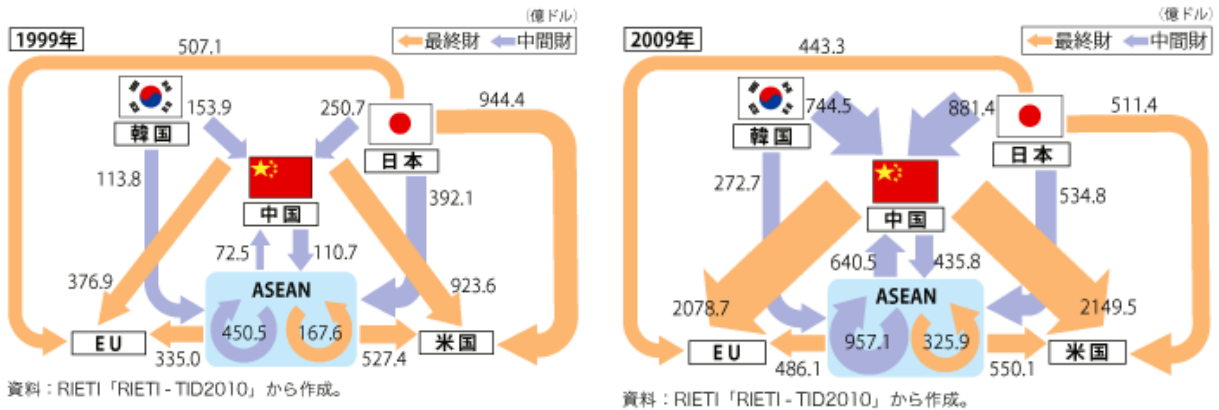 (億ドル)
1999年
最終財 中間財
507.1
153.9
250.7
944.4
韓国
日本
113.8
392.1
中国
72.5
110.7
376.9
ASEAN
923.6
450.5
167.6
EU
米国
335.0
527.4
資料：RIETI「RIETI - TID2010」から作成。
(億ドル)
2009年
最終財 中間財
443.3
744.5
881.4
511.4
韓国
日本
272.7
534.8
中国
640.5
435.8
2078.7
ASEAN
2149.5
957.1
325.9
EU
米国
486.1
550.1
資料：RIETI「RIETI - TID2010」から作成。